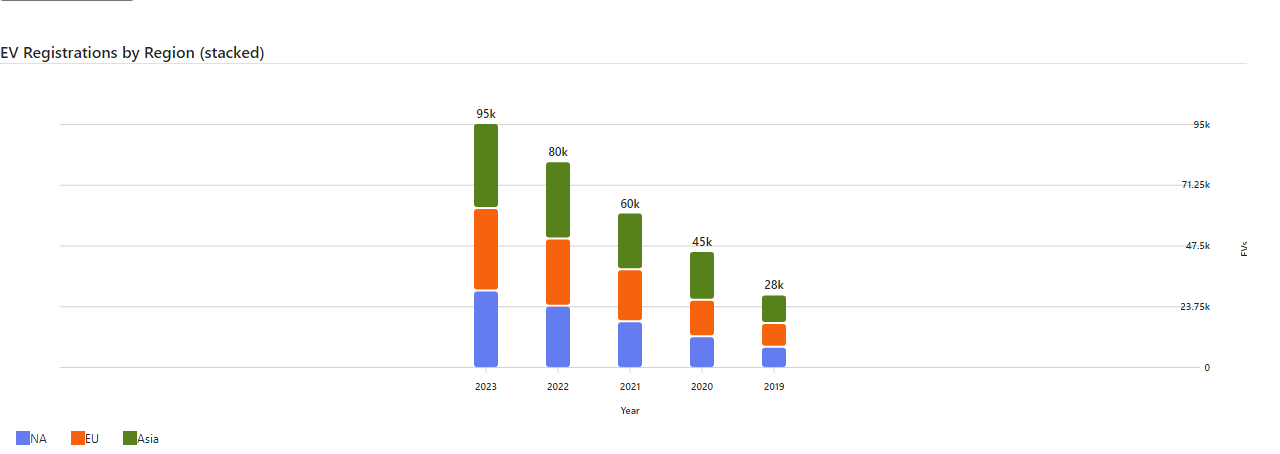 EV Registrations by Region (stacked)
95k
80k
60k
45k
28k
95k
71.25k
47.5k
23.75k
0
EVs
2023 2022 2021 2020 2019
Year
NA EU Asia